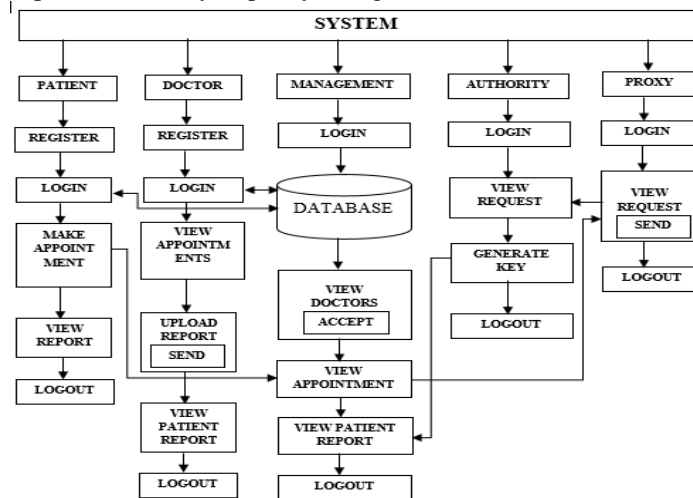 SYSTEM
PATIENT
DOCTOR
MANAGEMENT
AUTHORITY
PROXY
REGISTER
REGISTER
LOGIN
LOGIN
LOGIN
LOGIN
LOGIN
DATABASE
VIEW
REQUEST
VIEW
REQUEST
SEND
MAKE
APPOINT
MENT
VIEW
APPOINTM
ENTS
GENERATE
KEY
LOGOUT
VIEW
DOCTORS
ACCEPT
VIEW
REPORT
UPLOAD
REPORT
SEND
LOGOUT
LOGOUT
VIEW
APPOINTMENT
VIEW
PATIENT
REPORT
VIEW PATIENT
REPORT
LOGOUT
LOGOUT